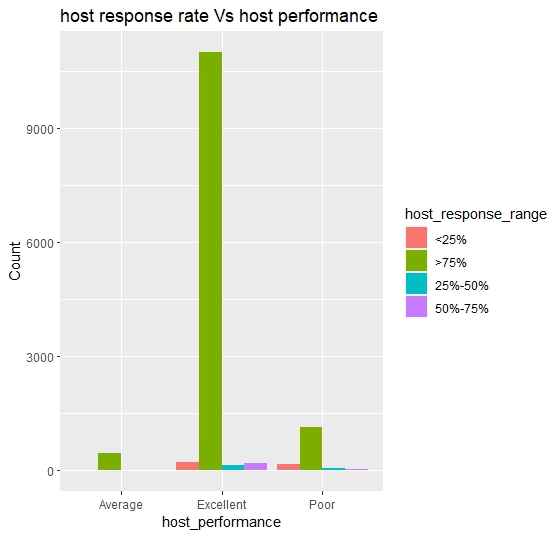 host response rate Vs host performance
9000
6000
3000
0
Count
Average Excellent Poor
host_performance
host_response_range
<25%
>75%
25%-50%
50%-75%